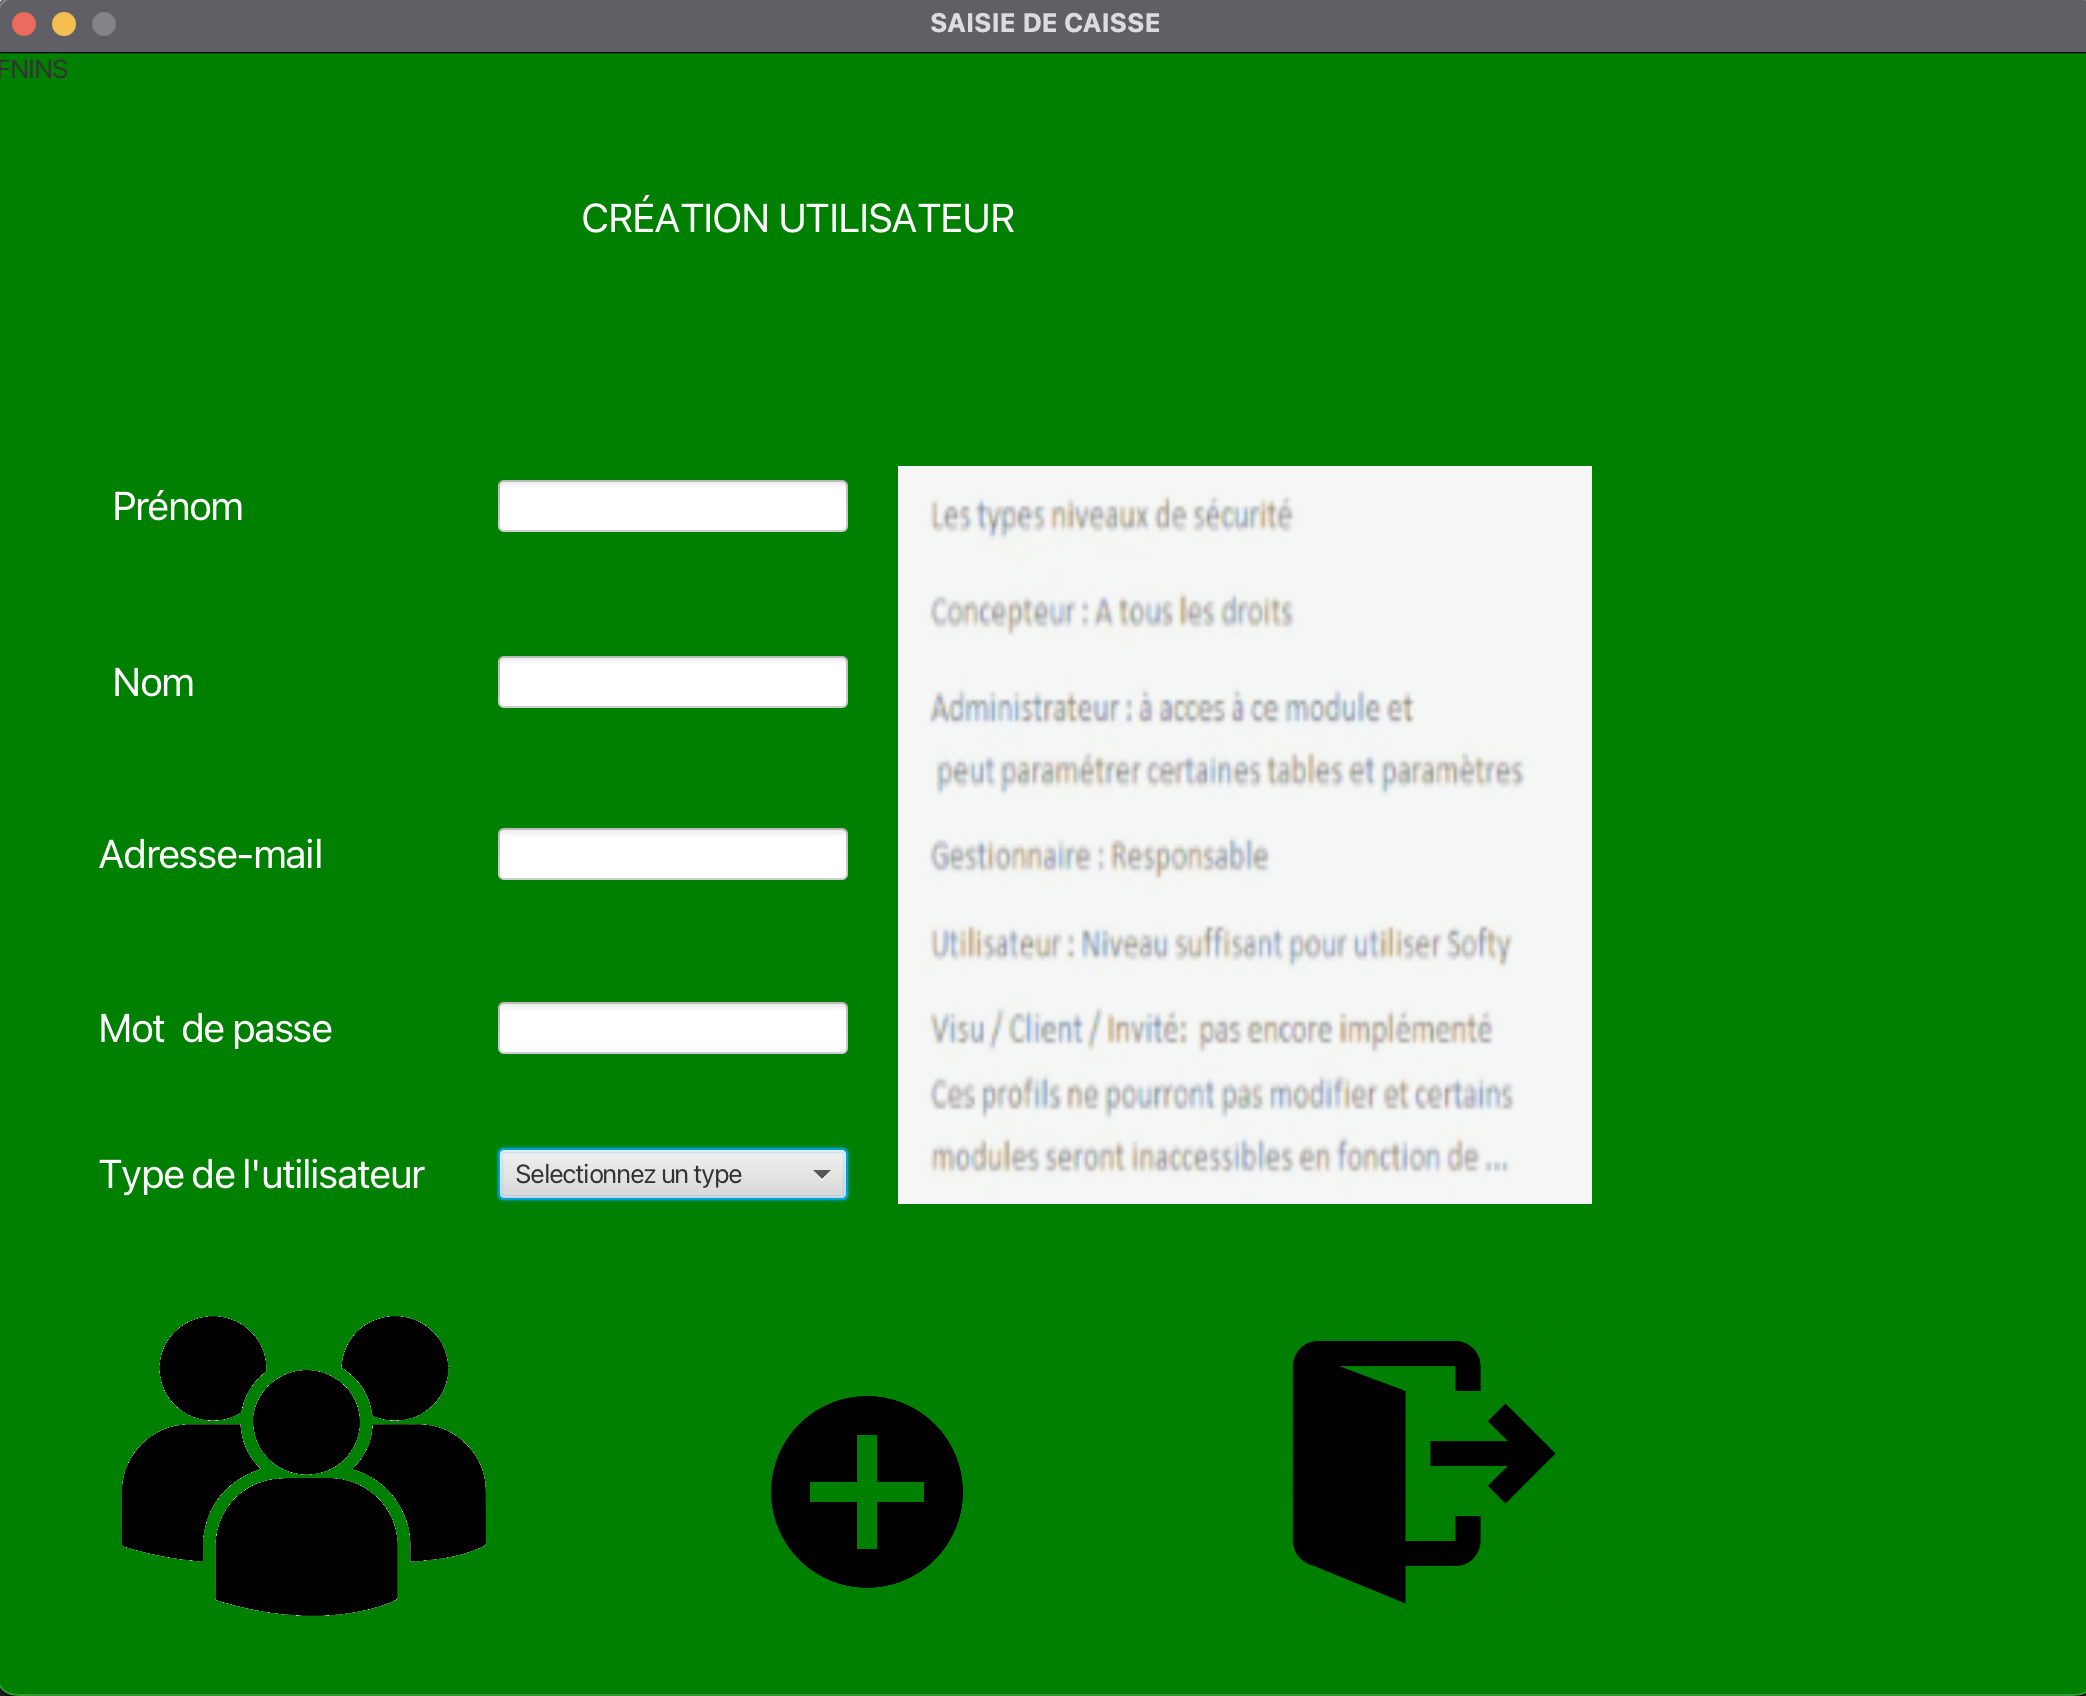 SAISIE DE CAISSE
FNINS
CRÉATION UTILISATEUR
Prénom
Nom
Adresse-mail
Mot de passe
Type de l'utilisateur
Selectionnez un type
Les types niveaux de sécurité
Concepteur : A tous les droits
Administrateur : à acces à ce module et
peut paramétrer certaines tables et paramètres
Gestionnaire : Responsable
Utilisateur : Niveau suffisant pour utiliser Softy
Visu / Client / Invité: pas encore implémenté
Ces profils ne pourront pas modifier et certains
modules seront inaccessibles en fonction de ...